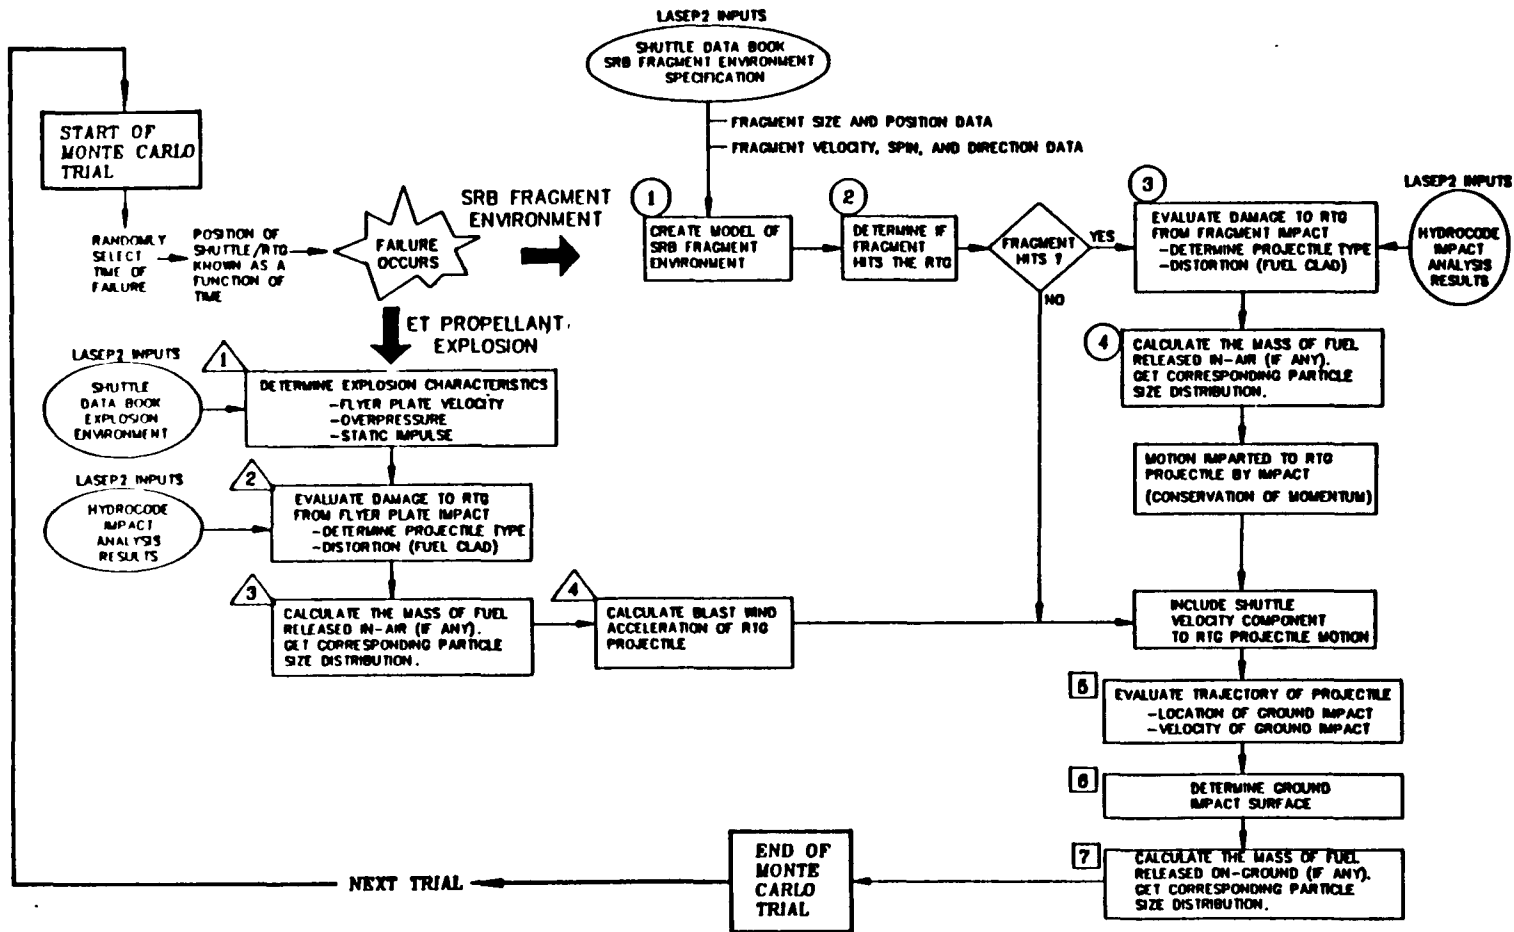 LASEP2 INPUTS
SHUTTLE DATA BOOK
SRB FRAGMENT ENVIRONMENT
SPECIFICATION
FRAGMENT SIZE AND POSITION DATA
FRAGMENT VELOCITY, SPIN, AND DIRECTION DATA
START OF
MONTE CARLO
TRIAL
RANDOMLY
SELECT
TIME OF
FAILURE
POSITION OF
SHUTTLE/RTG
KNOWN AS A
FUNCTION OF
TIME
FAILURE
OCCURS
SRB FRAGMENT
ENVIRONMENT
1
CREATE MODEL OF
SRB FRAGMENT
ENVIRONMENT
2
DETERMINE IF
FRAGMENT
HITS THE RTG
FRAGMENT
HITS ?
YES
NO
3
EVALUATE DAMAGE TO RTG
FROM FRAGMENT IMPACT
-DETERMINE PROJECTILE TYPE
-DISTORTION (FUEL CLAD)
LASEP2 INPUTS
HYDROCODE
IMPACT
ANALYSIS
RESULTS
4
CALCULATE THE MASS OF FUEL
RELEASED IN-AIR (IF ANY).
GET CORRESPONDING PARTICLE
SIZE DISTRIBUTION.
MOTION IMPARTED TO RTG
PROJECTILE BY IMPACT
(CONSERVATION OF MOMENTUM)
ET PROPELLANT
EXPLOSION
LASEP2 INPUTS
SHUTTLE
DATA BOOK
EXPLOSION
ENVIRONMENT
1
DETERMINE EXPLOSION CHARACTERISTICS
-FLYER PLATE VELOCITY
-OVERPRESSURE
-STATIC IMPULSE
LASEP2 INPUTS
HYDROCODE
IMPACT
ANALYSIS
RESULTS
2
EVALUATE DAMAGE TO RTG
FROM FLYER PLATE IMPACT
-DETERMINE PROJECTILE TYPE
-DISTORTION (FUEL CLAD)
3
CALCULATE THE MASS OF FUEL
RELEASED IN-AIR (IF ANY).
GET CORRESPONDING PARTICLE
SIZE DISTRIBUTION.
4
CALCULATE BLAST WIND
ACCELERATION OF RTG
PROJECTILE
INCLUDE SHUTTLE
VELOCITY COMPONENT
TO RTG PROJECTILE MOTION
5
EVALUATE TRAJECTORY OF PROJECTILE
-LOCATION OF GROUND IMPACT
-VELOCITY OF GROUND IMPACT
6
DETERMINE GROUND
IMPACT SURFACE
7
CALCULATE THE MASS OF FUEL
RELEASED ON-GROUND (IF ANY).
GET CORRESPONDING PARTICLE
SIZE DISTRIBUTION.
END OF
MONTE
CARLO
TRIAL
NEXT TRIAL